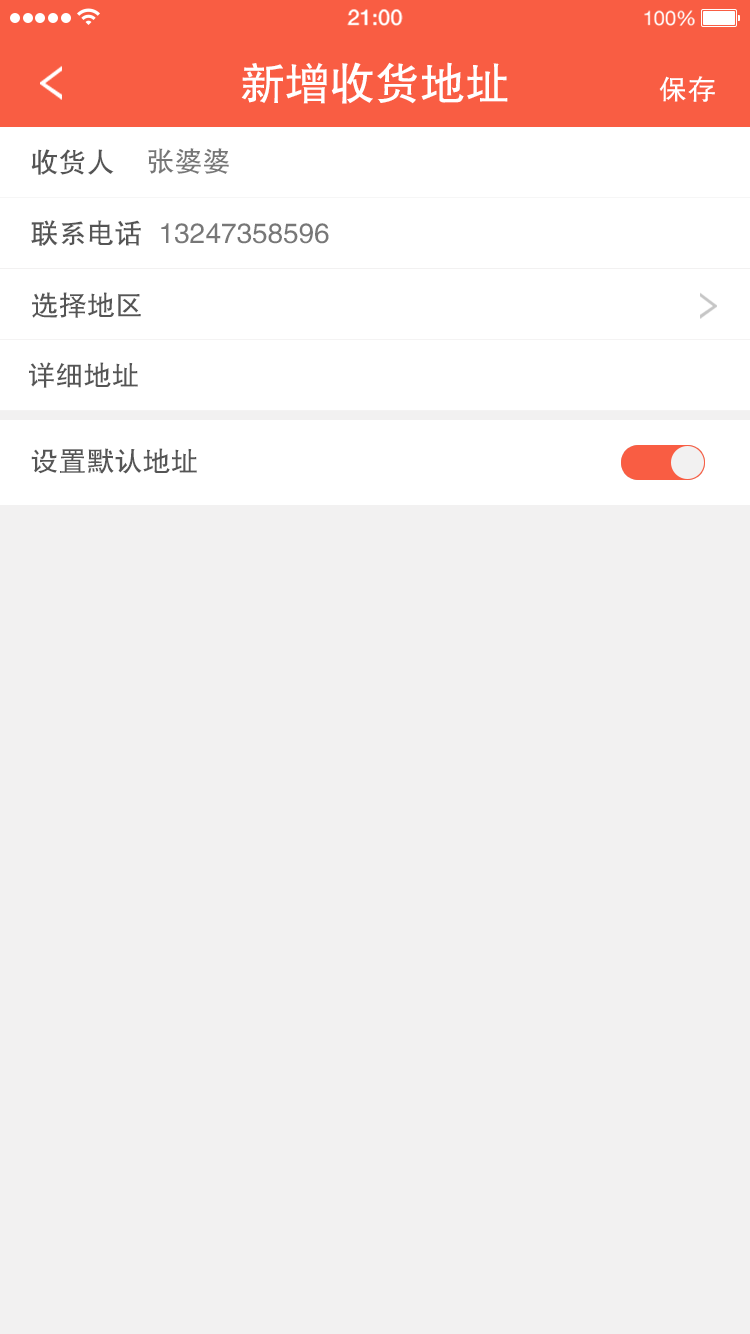 21:00 100%
新增收货地址 保存
收货人 张婆婆
联系电话 13247358596
选择地区
详细地址
设置默认地址